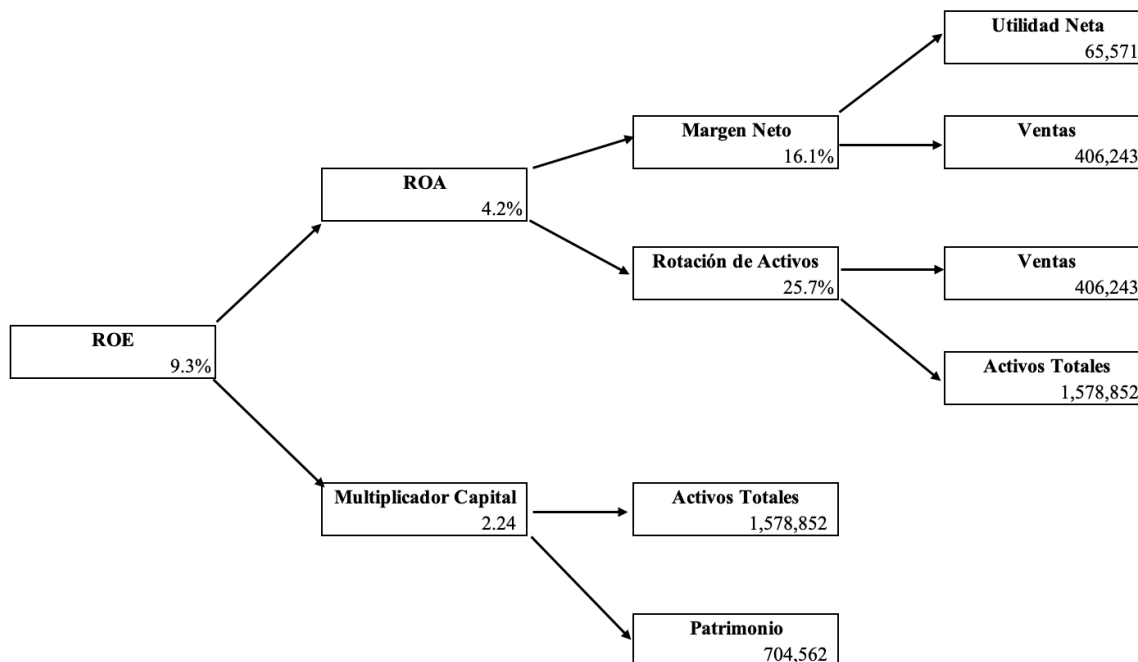 Utilidad Neta
65,571
Margen Neto
16.1%
Ventas
406,243
ROA
4.2%
Rotación de Activos
25.7%
Ventas
406,243
ROE
9.3%
Activos Totales
1,578,852
Multiplicador Capital
2.24
Activos Totales
1,578,852
Patrimonio
704,562